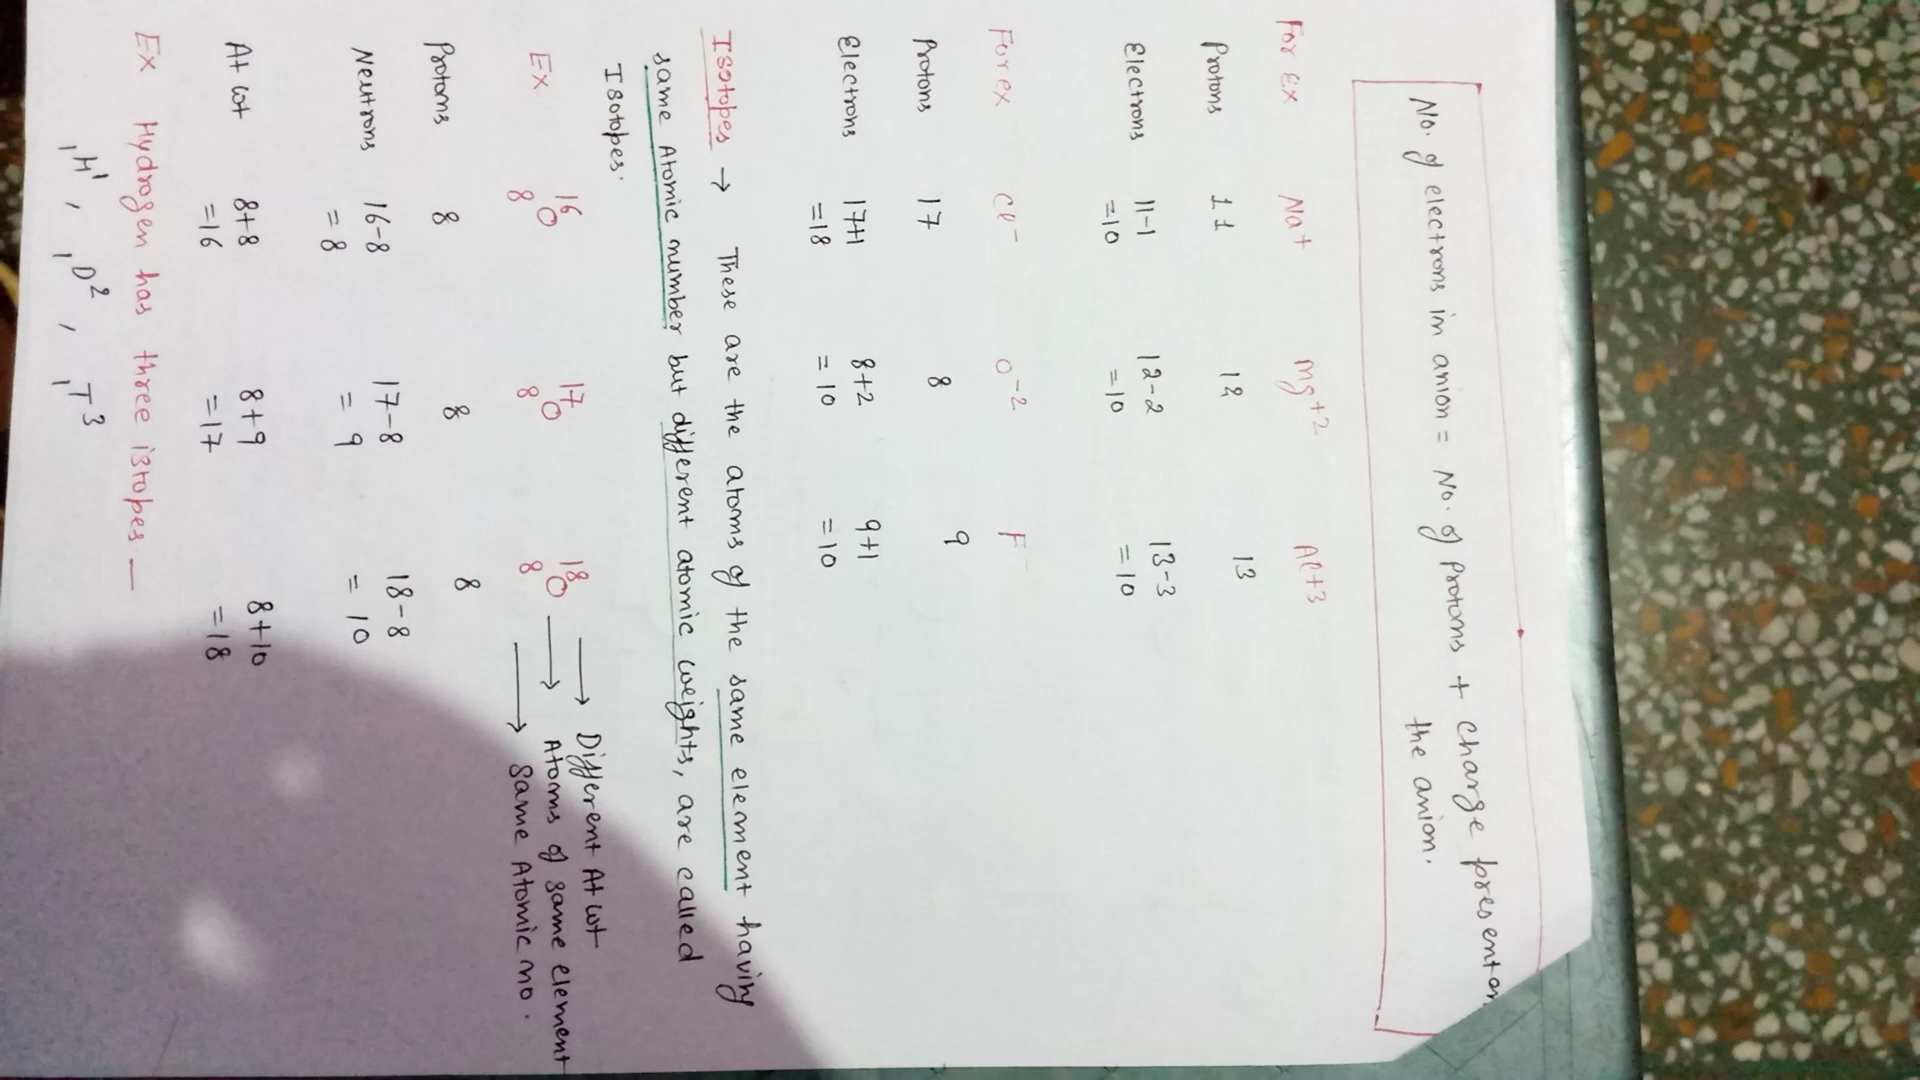 No. of electrons in anion = No. of Protons + charge present on
the anion.
For Ex Na+ Mg+2 Al+3
Protons 11 12 13
Electrons 11-1 12-2 13-3
=10 =10 =10
For ex Cl- O-2 F-
Protons 17 8 9
Electrons 17+1 8+2 9+1
=18 =10 =10
Isotopes → These are the atoms of the same element having
same Atomic number but different atomic weights, are called
Isotopes.
Ex 16 8 O 17 8 O 18 8 O → Different At wt
→ Atoms of same element
→ Same Atomic no.
Protons 8 8 8
Neutrons 16-8 17-8 18-8
= 8 = 9 = 10
At wt 8+8 8+9 8+10
=16 =17 =18
Ex Hydrogen has three istopes —
1H1, 1D2, 1T3